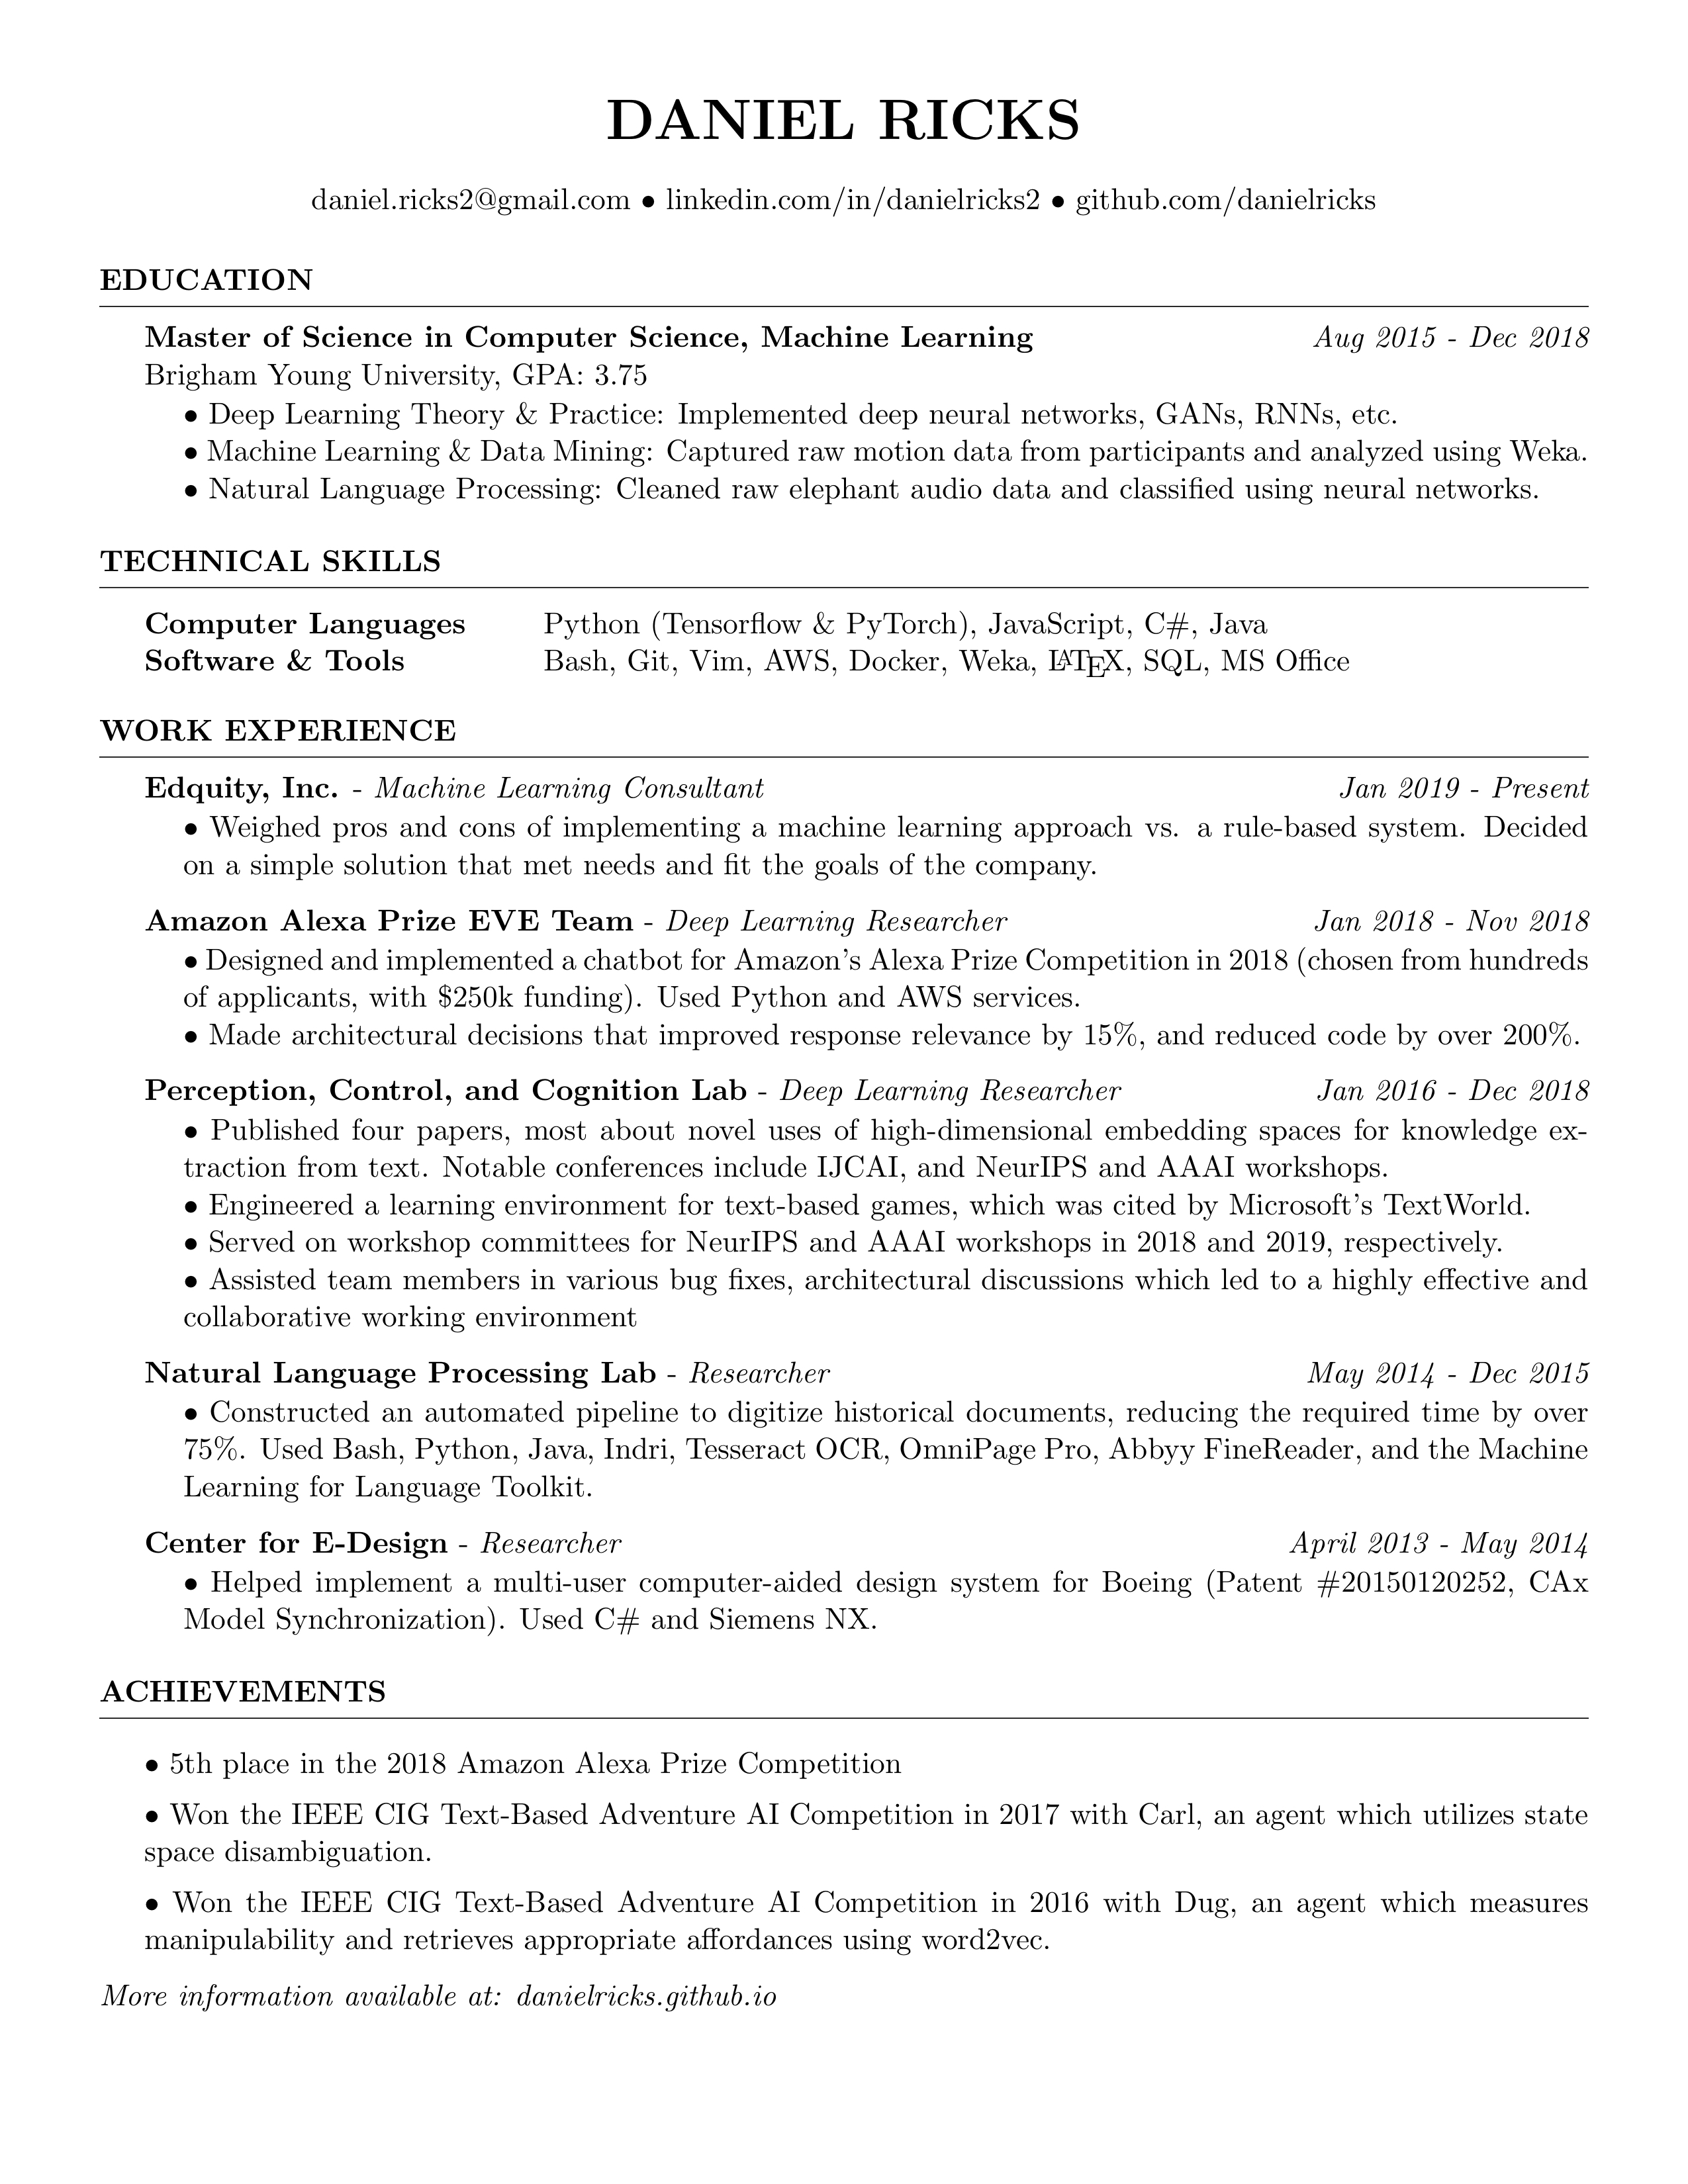 DANIEL RICKS
daniel.ricks2@gmail.com • linkedin.com/in/danielricks2 • github.com/danielricks
EDUCATION
Master of Science in Computer Science, Machine Learning Aug 2015 - Dec 2018
Brigham Young University, GPA: 3.75
• Deep Learning Theory & Practice: Implemented deep neural networks, GANs, RNNs, etc.
• Machine Learning & Data Mining: Captured raw motion data from participants and analyzed using Weka.
• Natural Language Processing: Cleaned raw elephant audio data and classified using neural networks.
TECHNICAL SKILLS
Computer Languages Python (Tensorflow & PyTorch), JavaScript, C#, Java
Software & Tools Bash, Git, Vim, AWS, Docker, Weka, LATEX, SQL, MS Office
WORK EXPERIENCE
Edquity, Inc. - Machine Learning Consultant Jan 2019 - Present
• Weighed pros and cons of implementing a machine learning approach vs. a rule-based system. Decided
on a simple solution that met needs and fit the goals of the company.
Amazon Alexa Prize EVE Team - Deep Learning Researcher Jan 2018 - Nov 2018
• Designed and implemented a chatbot for Amazon's Alexa Prize Competition in 2018 (chosen from hundreds
of applicants, with $250k funding). Used Python and AWS services.
• Made architectural decisions that improved response relevance by 15%, and reduced code by over 200%.
Perception, Control, and Cognition Lab - Deep Learning Researcher Jan 2016 - Dec 2018
• Published four papers, most about novel uses of high-dimensional embedding spaces for knowledge ex-
traction from text. Notable conferences include IJCAI, and NeurIPS and AAAI workshops.
• Engineered a learning environment for text-based games, which was cited by Microsoft's TextWorld.
• Served on workshop committees for NeurIPS and AAAI workshops in 2018 and 2019, respectively.
• Assisted team members in various bug fixes, architectural discussions which led to a highly effective and
collaborative working environment
Natural Language Processing Lab - Researcher May 2014 - Dec 2015
• Constructed an automated pipeline to digitize historical documents, reducing the required time by over
75%. Used Bash, Python, Java, Indri, Tesseract OCR, OmniPage Pro, Abbyy FineReader, and the Machine
Learning for Language Toolkit.
Center for E-Design - Researcher April 2013 - May 2014
• Helped implement a multi-user computer-aided design system for Boeing (Patent #20150120252, CAx
Model Synchronization). Used C# and Siemens NX.
ACHIEVEMENTS
• 5th place in the 2018 Amazon Alexa Prize Competition
• Won the IEEE CIG Text-Based Adventure AI Competition in 2017 with Carl, an agent which utilizes state
space disambiguation.
• Won the IEEE CIG Text-Based Adventure AI Competition in 2016 with Dug, an agent which measures
manipulability and retrieves appropriate affordances using word2vec.
More information available at: danielricks.github.io